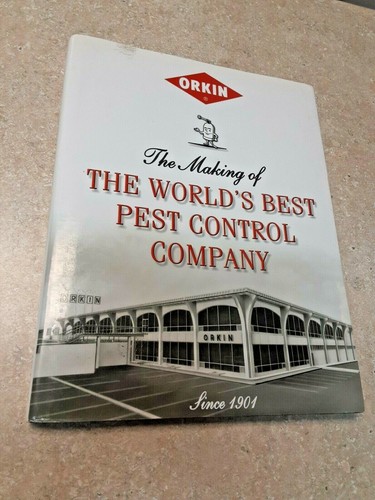 ORKIN
®
The Making of
THE WORLD'S BEST
PEST CONTROL
COMPANY
ORKIN
ORKIN
Since 1901